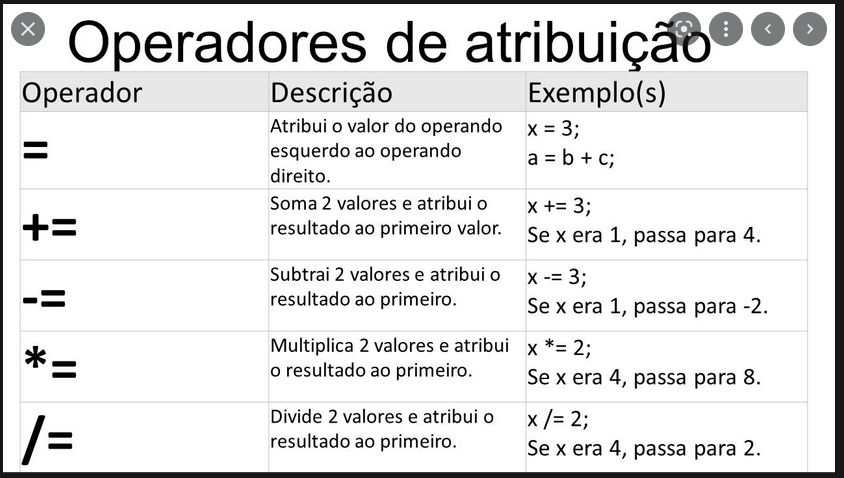 Operadores de atribuição
Operador Descrição Exemplo(s)
= Atribui o valor do operando x = 3;
esquerdo ao operando a = b + c;
direito.
+= Soma 2 valores e atribui o x += 3;
resultado ao primeiro valor. Se x era 1, passa para 4.
-= Subtrai 2 valores e atribui o x -= 3;
resultado ao primeiro. Se x era 1, passa para -2.
*= Multiplica 2 valores e atribui x *= 2;
o resultado ao primeiro. Se x era 4, passa para 8.
/= Divide 2 valores e atribui o x /= 2;
resultado ao primeiro. Se x era 4, passa para 2.